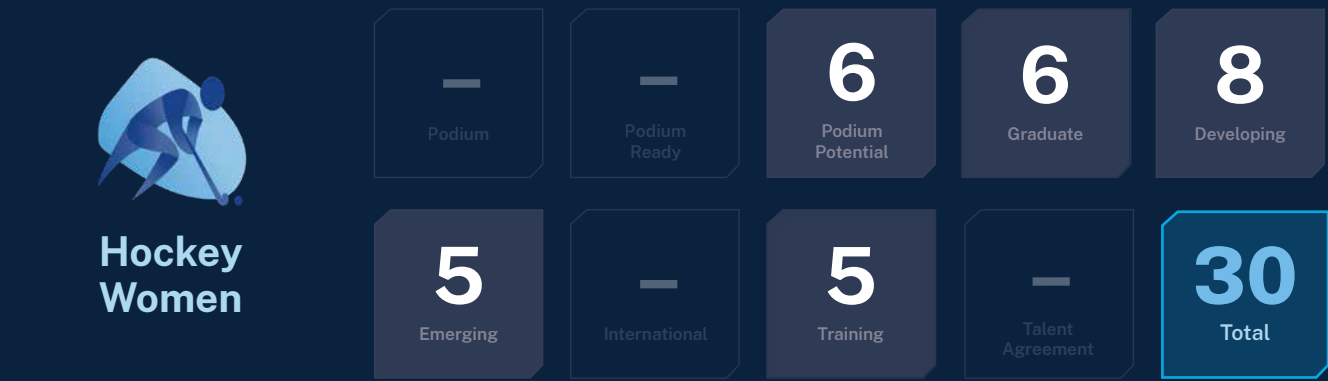 Hockey
Women
–
Podium
–
Podium
Ready
6
Podium
Potential
6
Graduate
8
Developing
5
Emerging
–
International
5
Training
–
Talent
Agreement
30
Total